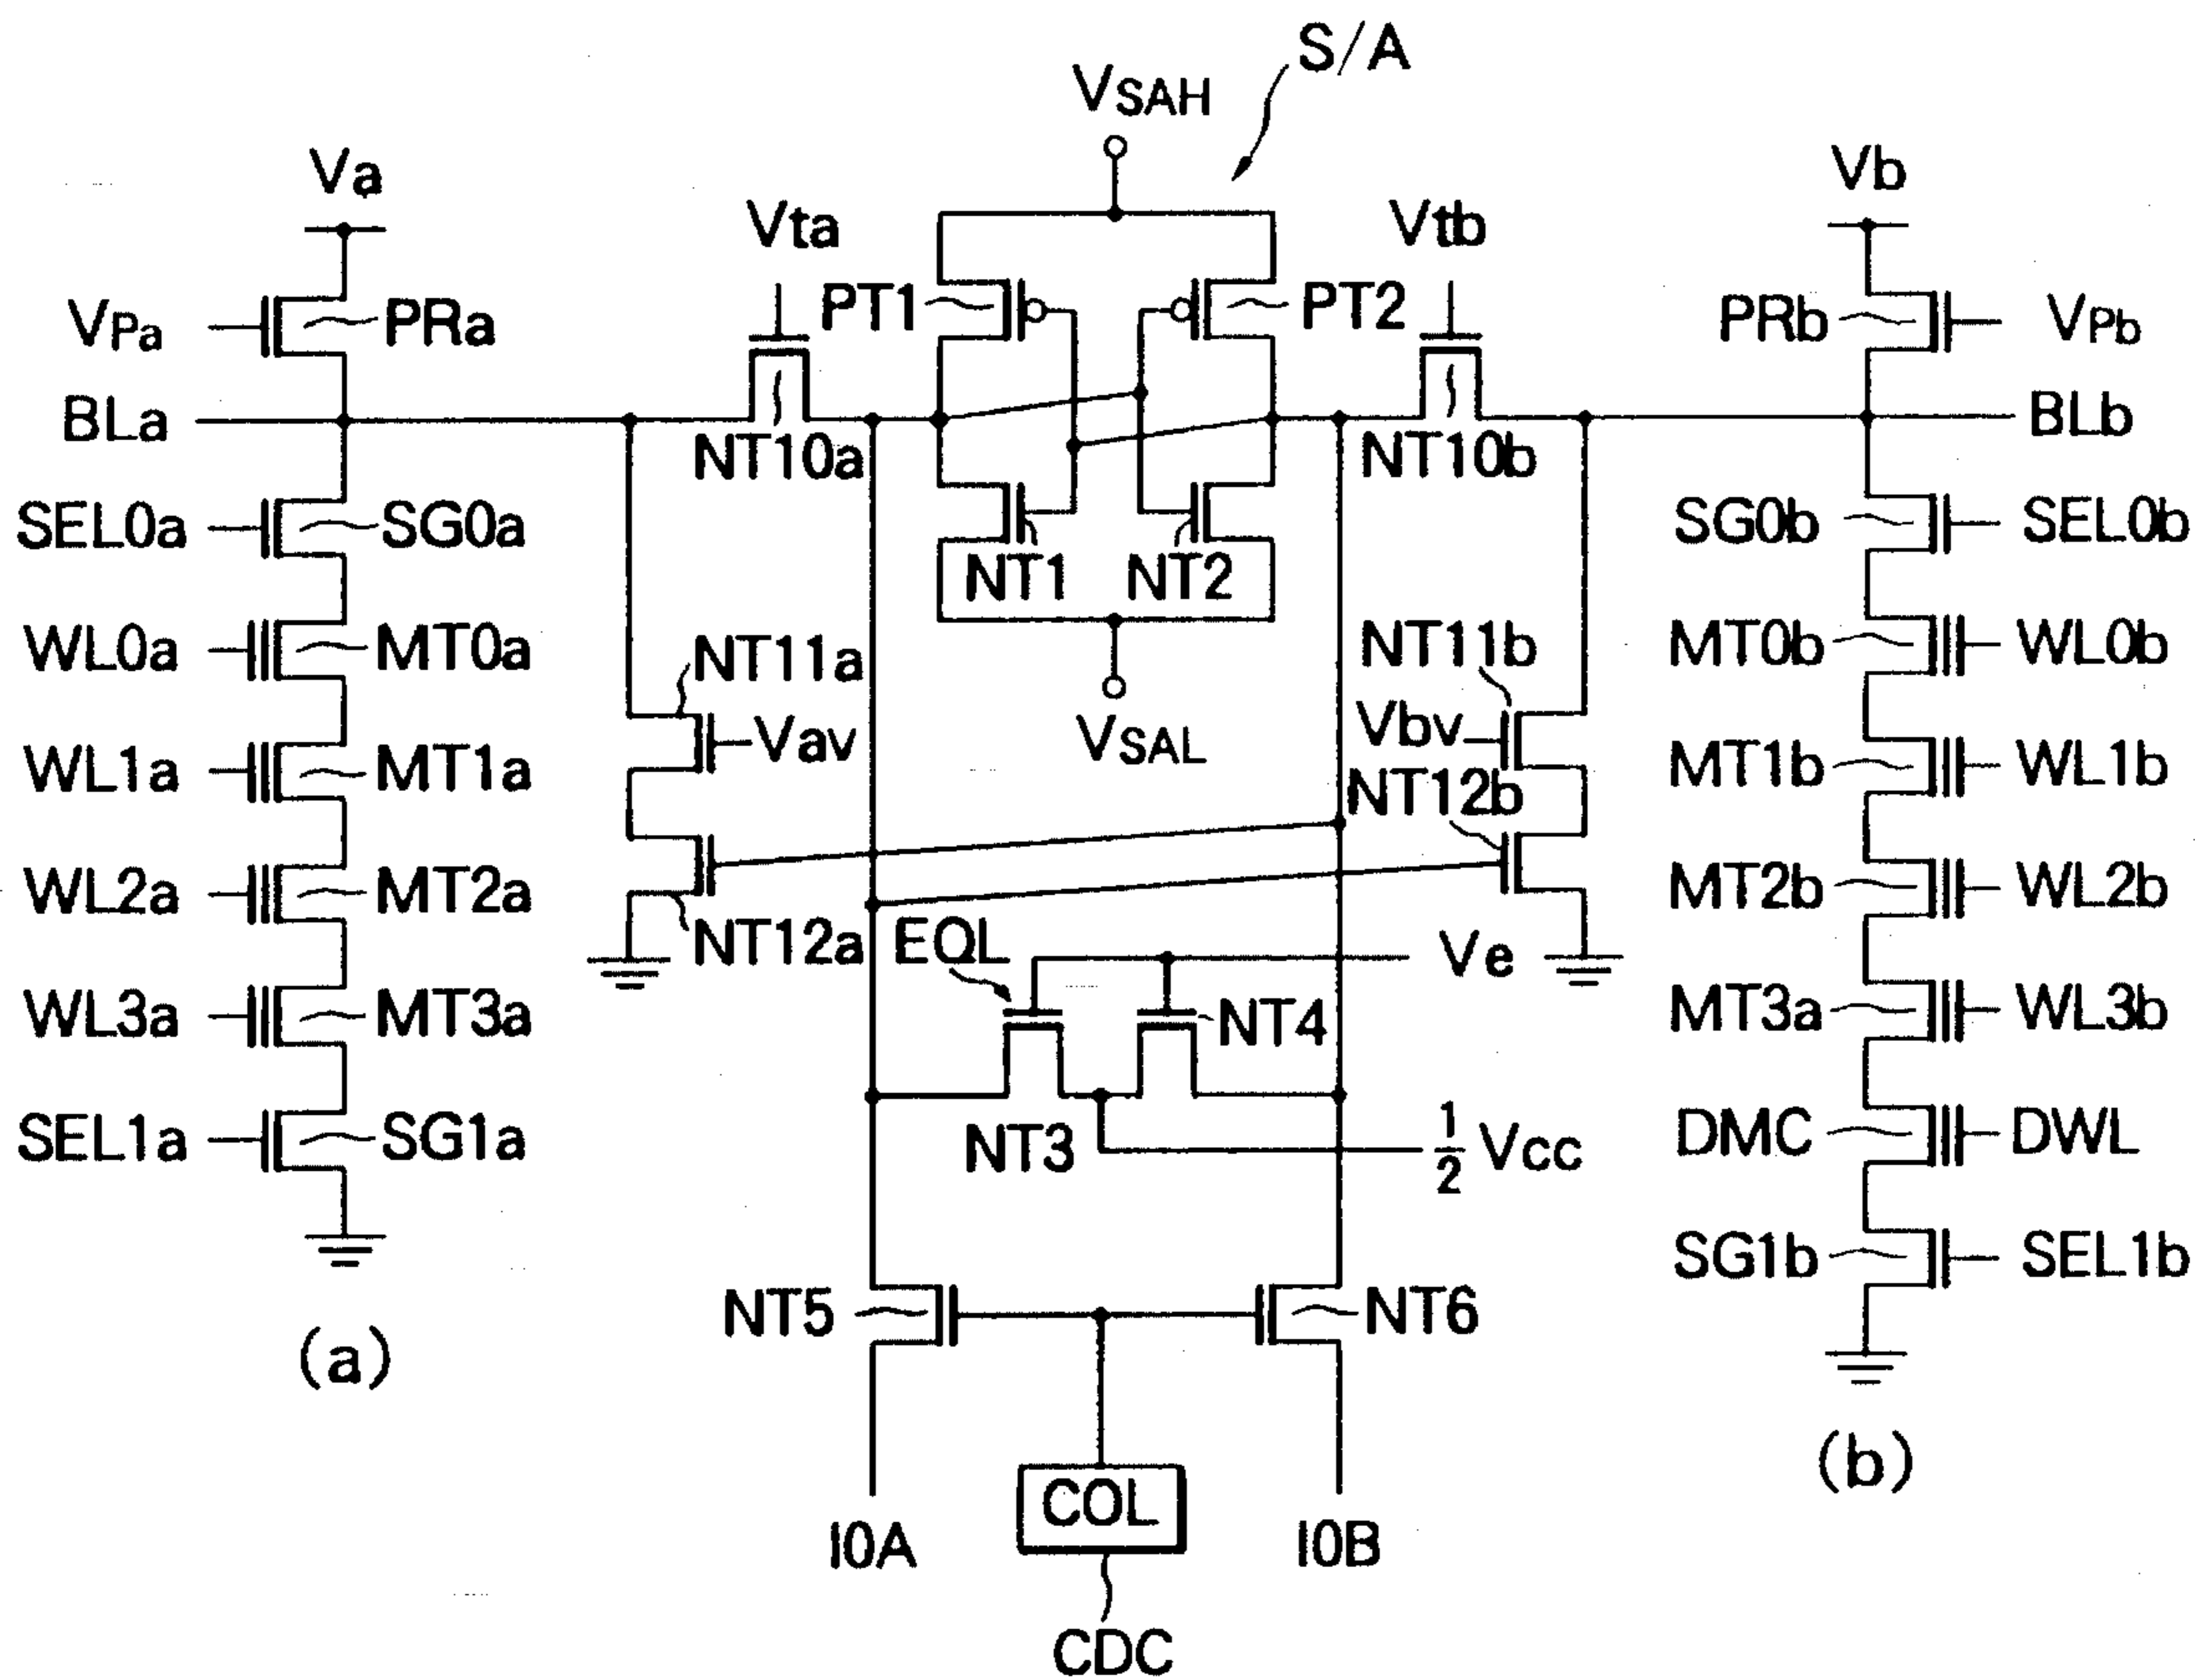 S/A
VSAH
Va
Vb
Vta
Vtb
VPa
PRa
PT1
PT2
PRb
VPb
BLa
BLb
NT10a
NT10b
SEL0a
SG0a
SG0b
SEL0b
NT1
NT2
WL0a
MT0a
NT11a
NT11b
MT0b
WL0b
Vav
VSAL
Vbv
WL1a
MT1a
MT1b
WL1b
NT12b
WL2a
MT2a
MT2b
WL2b
NT12a
EQL
Ve
WL3a
MT3a
NT4
MT3a
WL3b
SEL1a
SG1a
NT3
1/2 Vcc
DMC
DWL
SG1b
SEL1b
NT5
NT6
(a)
(b)
COL
I0A
I0B
CDC